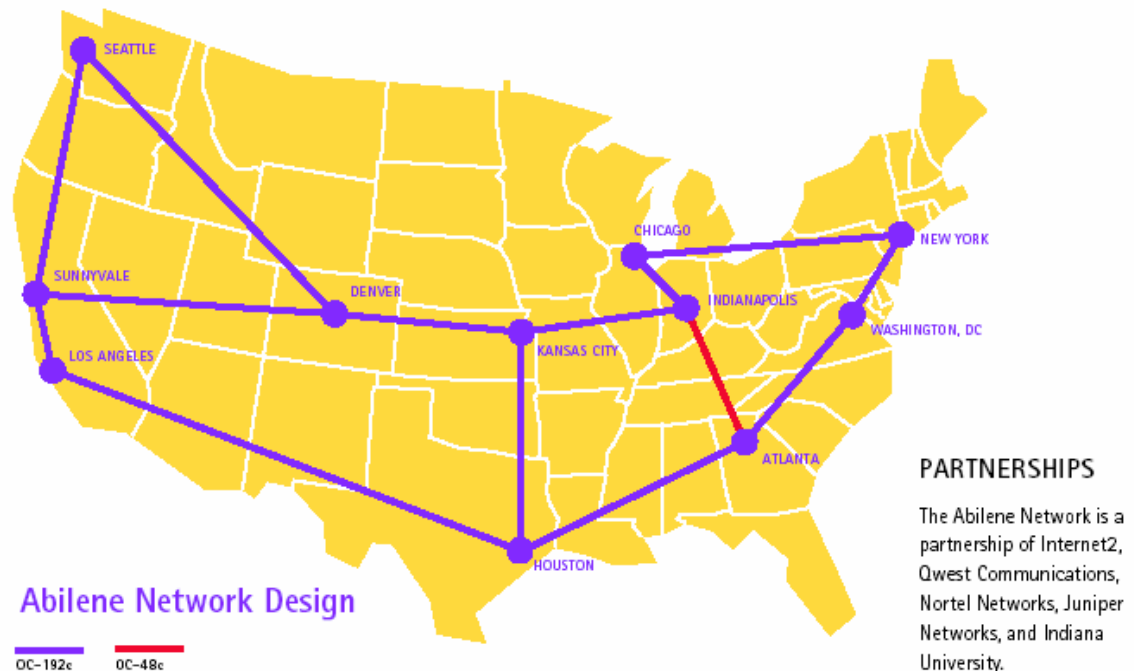 SEATTLE
CHICAGO
NEW YORK
SUNNYVALE
DENVER
INDIANAPOLIS
WASHINGTON, DC
KANSAS CITY
LOS ANGELES
ATLANTA
HOUSTON
PARTNERSHIPS
The Abilene Network is a
partnership of Internet2,
Qwest Communications,
Nortel Networks, Juniper
Networks, and Indiana
University.
Abilene Network Design
OC-192c
OC-48c